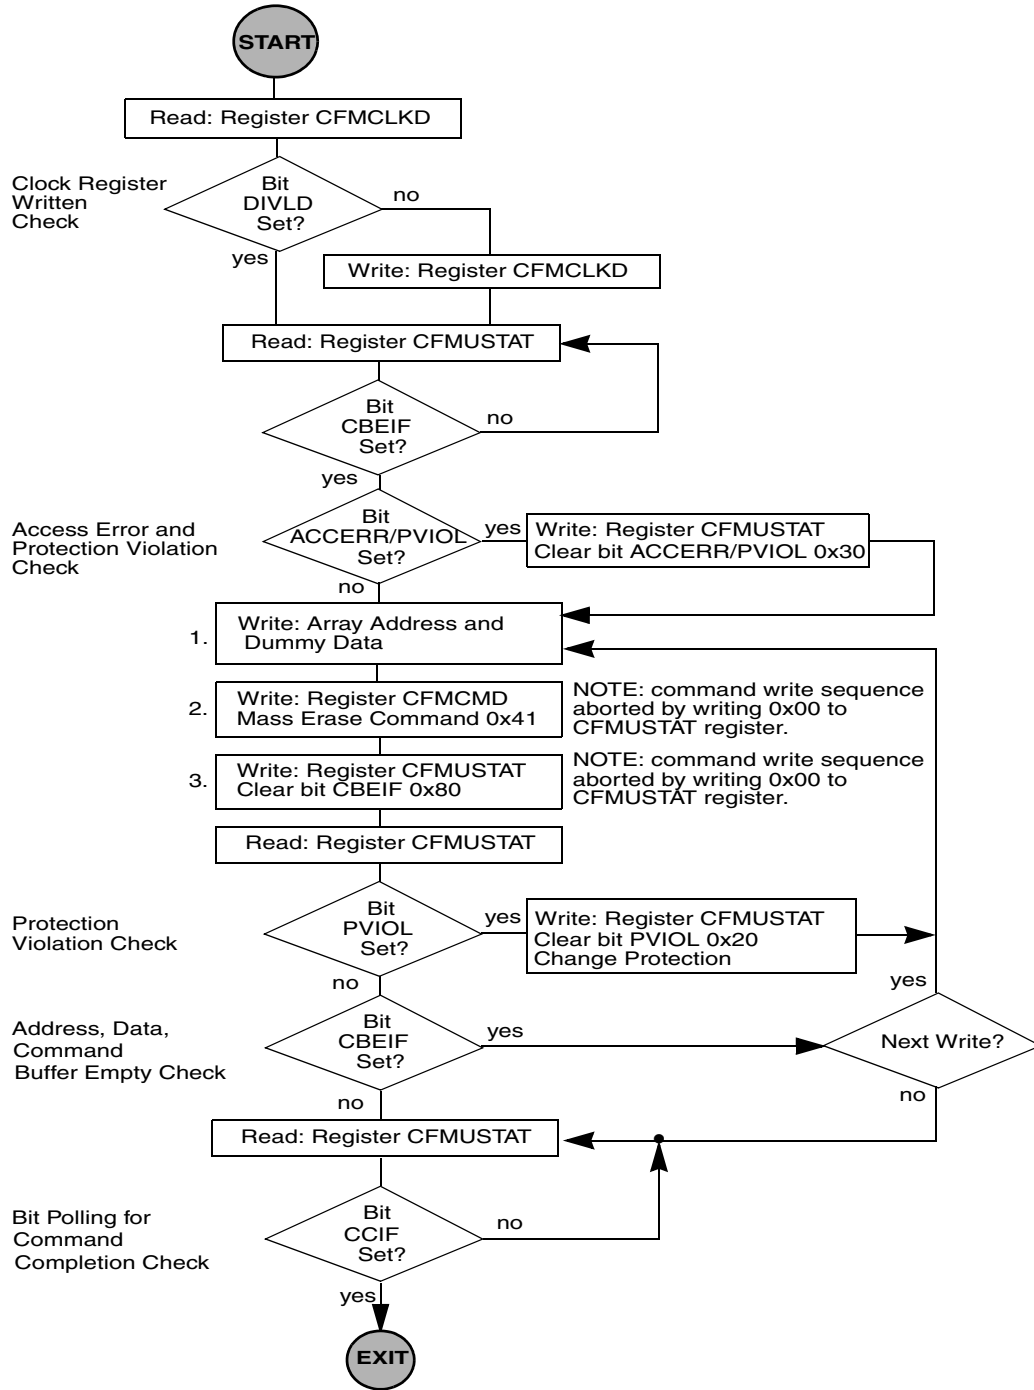 START
Read: Register CFMCLKD
Clock Register
Written
Check
Bit
DIVLD
Set?
no
yes
Write: Register CFMCLKD
Read: Register CFMUSTAT
Bit
CBEIF
Set?
no
yes
Access Error and
Protection Violation
Check
Bit
ACCERR/PVIOL
Set?
yes
Write: Register CFMUSTAT
Clear bit ACCERR/PVIOL 0x30
no
1.
Write: Array Address and
Dummy Data
2.
Write: Register CFMCMD
Mass Erase Command 0x41
NOTE: command write sequence
aborted by writing 0x00 to
CFMUSTAT register.
3.
Write: Register CFMUSTAT
Clear bit CBEIF 0x80
NOTE: command write sequence
aborted by writing 0x00 to
CFMUSTAT register.
Read: Register CFMUSTAT
Protection
Violation Check
Bit
PVIOL
Set?
yes
Write: Register CFMUSTAT
Clear bit PVIOL 0x20
Change Protection
no
yes
Address, Data,
Command
Buffer Empty Check
Bit
CBEIF
Set?
yes
Next Write?
no
no
Read: Register CFMUSTAT
Bit Polling for
Command
Completion Check
Bit
CCIF
Set?
no
yes
EXIT